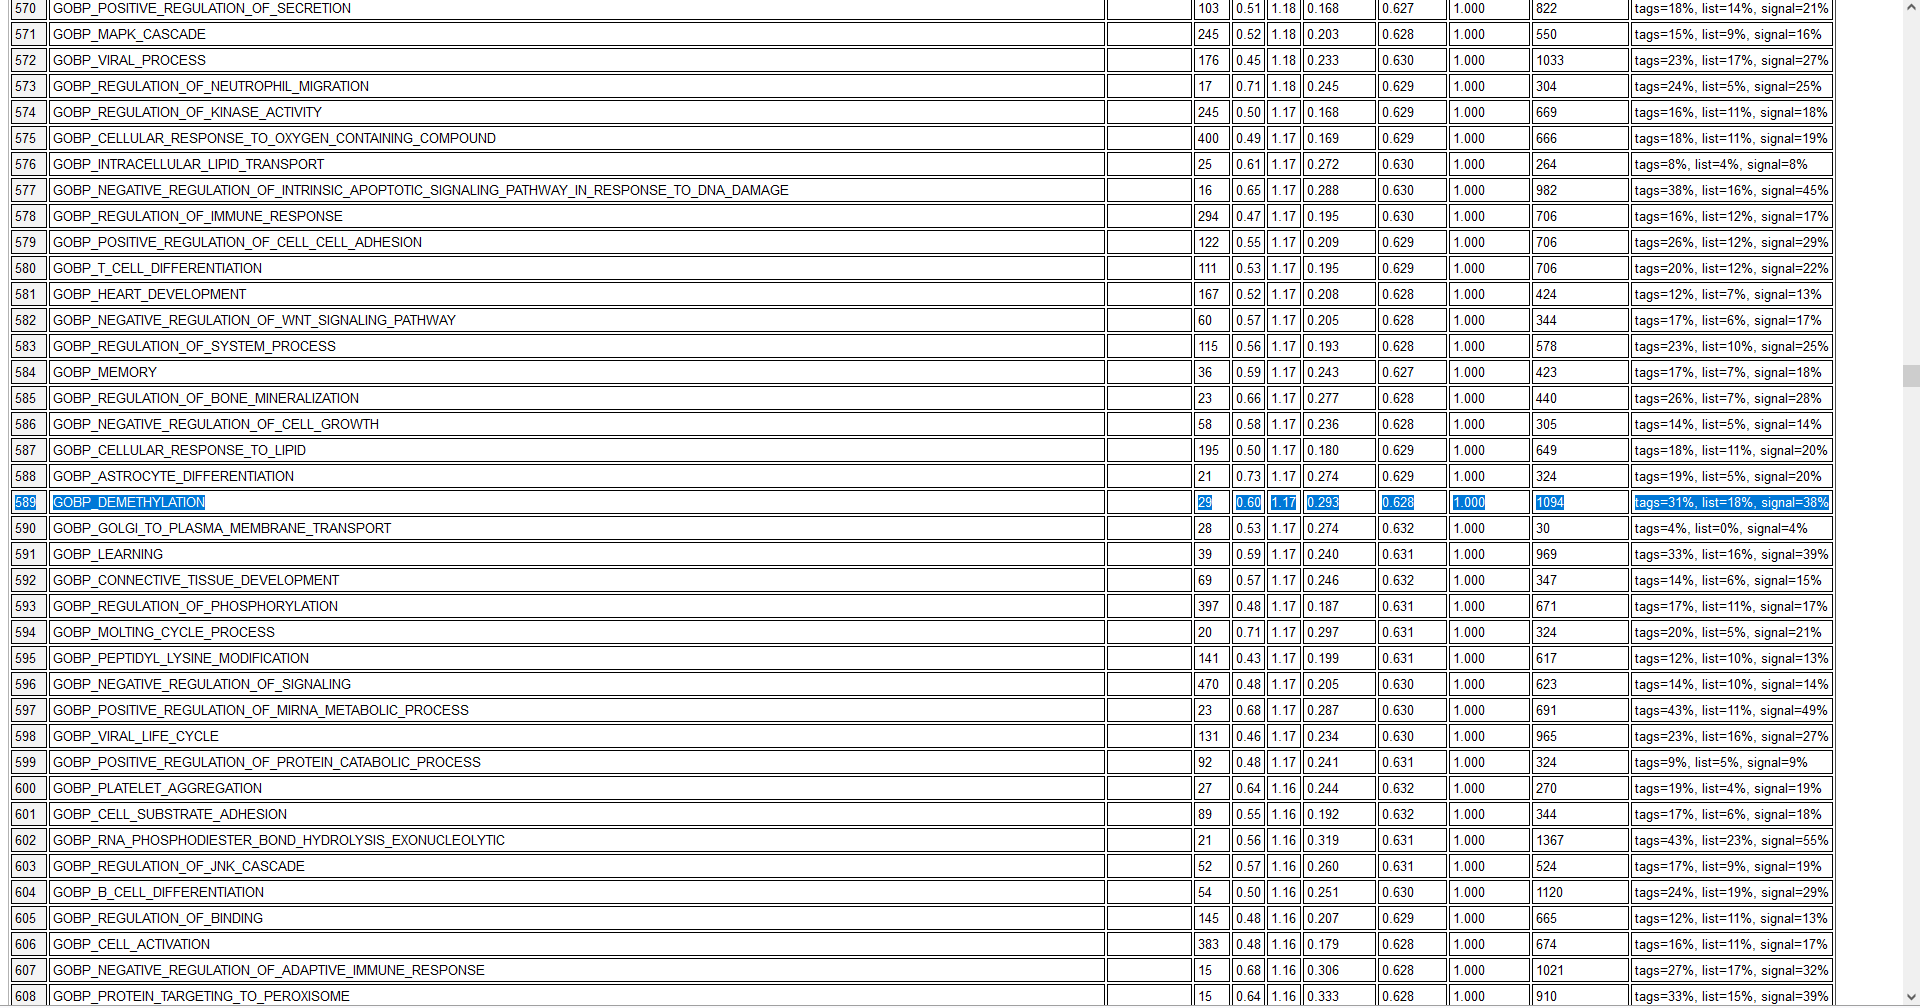 570 GOBP_POSITIVE_REGULATION_OF_SECRETION 103 0.51 1.18 0.168 0.627 1.000 822 tags=18%, list=14%, signal=21%
571 GOBP_MAPK_CASCADE 245 0.52 1.18 0.203 0.628 1.000 550 tags=15%, list=9%, signal=16%
572 GOBP_VIRAL_PROCESS 176 0.45 1.18 0.233 0.630 1.000 1033 tags=23%, list=17%, signal=27%
573 GOBP_REGULATION_OF_NEUTROPHIL_MIGRATION 17 0.71 1.18 0.245 0.629 1.000 304 tags=24%, list=5%, signal=25%
574 GOBP_REGULATION_OF_KINASE_ACTIVITY 245 0.50 1.17 0.168 0.629 1.000 669 tags=16%, list=11%, signal=18%
575 GOBP_CELLULAR_RESPONSE_TO_OXYGEN_CONTAINING_COMPOUND 400 0.49 1.17 0.169 0.629 1.000 666 tags=18%, list=11%, signal=19%
576 GOBP_INTRACELLULAR_LIPID_TRANSPORT 25 0.61 1.17 0.272 0.630 1.000 264 tags=8%, list=4%, signal=8%
577 GOBP_NEGATIVE_REGULATION_OF_INTRINSIC_APOPTOTIC_SIGNALING_PATHWAY_IN_RESPONSE_TO_DNA_DAMAGE 16 0.65 1.17 0.288 0.630 1.000 982 tags=38%, list=16%, signal=45%
578 GOBP_REGULATION_OF_IMMUNE_RESPONSE 294 0.47 1.17 0.195 0.630 1.000 706 tags=16%, list=12%, signal=17%
579 GOBP_POSITIVE_REGULATION_OF_CELL_CELL_ADHESION 122 0.55 1.17 0.209 0.629 1.000 706 tags=26%, list=12%, signal=29%
580 GOBP_T_CELL_DIFFERENTIATION 111 0.53 1.17 0.195 0.629 1.000 706 tags=20%, list=12%, signal=22%
581 GOBP_HEART_DEVELOPMENT 167 0.52 1.17 0.208 0.628 1.000 424 tags=12%, list=7%, signal=13%
582 GOBP_NEGATIVE_REGULATION_OF_WNT_SIGNALING_PATHWAY 60 0.57 1.17 0.205 0.628 1.000 344 tags=17%, list=6%, signal=17%
583 GOBP_REGULATION_OF_SYSTEM_PROCESS 115 0.56 1.17 0.193 0.628 1.000 578 tags=23%, list=10%, signal=25%
584 GOBP_MEMORY 36 0.59 1.17 0.243 0.627 1.000 423 tags=17%, list=7%, signal=18%
585 GOBP_REGULATION_OF_BONE_MINERALIZATION 23 0.66 1.17 0.277 0.628 1.000 440 tags=26%, list=7%, signal=28%
586 GOBP_NEGATIVE_REGULATION_OF_CELL_GROWTH 58 0.58 1.17 0.236 0.628 1.000 305 tags=14%, list=5%, signal=14%
587 GOBP_CELLULAR_RESPONSE_TO_LIPID 195 0.50 1.17 0.180 0.629 1.000 649 tags=18%, list=11%, signal=20%
588 GOBP_ASTROCYTE_DIFFERENTIATION 21 0.73 1.17 0.274 0.629 1.000 324 tags=19%, list=5%, signal=20%
589 GOBP_DEMETHYLATION 29 0.60 1.17 0.293 0.628 1.000 1094 tags=31%, list=18%, signal=38%
590 GOBP_GOLGI_TO_PLASMA_MEMBRANE_TRANSPORT 28 0.53 1.17 0.274 0.632 1.000 30 tags=4%, list=0%, signal=4%
591 GOBP_LEARNING 39 0.59 1.17 0.240 0.631 1.000 969 tags=33%, list=16%, signal=39%
592 GOBP_CONNECTIVE_TISSUE_DEVELOPMENT 69 0.57 1.17 0.246 0.632 1.000 347 tags=14%, list=6%, signal=15%
593 GOBP_REGULATION_OF_PHOSPHORYLATION 397 0.48 1.17 0.187 0.631 1.000 671 tags=17%, list=11%, signal=17%
594 GOBP_MOLTING_CYCLE_PROCESS 20 0.71 1.17 0.297 0.631 1.000 324 tags=20%, list=5%, signal=21%
595 GOBP_PEPTIDYL_LYSINE_MODIFICATION 141 0.43 1.17 0.199 0.631 1.000 617 tags=12%, list=10%, signal=13%
596 GOBP_NEGATIVE_REGULATION_OF_SIGNALING 470 0.48 1.17 0.205 0.630 1.000 623 tags=14%, list=10%, signal=14%
597 GOBP_POSITIVE_REGULATION_OF_MIRNA_METABOLIC_PROCESS 23 0.68 1.17 0.287 0.630 1.000 691 tags=43%, list=11%, signal=49%
598 GOBP_VIRAL_LIFE_CYCLE 131 0.46 1.17 0.234 0.630 1.000 965 tags=23%, list=16%, signal=27%
599 GOBP_POSITIVE_REGULATION_OF_PROTEIN_CATABOLIC_PROCESS 92 0.48 1.17 0.241 0.631 1.000 324 tags=9%, list=5%, signal=9%
600 GOBP_PLATELET_AGGREGATION 27 0.64 1.16 0.244 0.632 1.000 270 tags=19%, list=4%, signal=19%
601 GOBP_CELL_SUBSTRATE_ADHESION 89 0.55 1.16 0.192 0.632 1.000 344 tags=17%, list=6%, signal=18%
602 GOBP_RNA_PHOSPHODIESTER_BOND_HYDROLYSIS_EXONUCLEOLYTIC 21 0.56 1.16 0.319 0.631 1.000 1367 tags=43%, list=23%, signal=55%
603 GOBP_REGULATION_OF_JNK_CASCADE 52 0.57 1.16 0.260 0.631 1.000 524 tags=17%, list=9%, signal=19%
604 GOBP_B_CELL_DIFFERENTIATION 54 0.50 1.16 0.251 0.630 1.000 1120 tags=24%, list=19%, signal=29%
605 GOBP_REGULATION_OF_BINDING 145 0.48 1.16 0.207 0.629 1.000 665 tags=12%, list=11%, signal=13%
606 GOBP_CELL_ACTIVATION 383 0.48 1.16 0.179 0.628 1.000 674 tags=16%, list=11%, signal=17%
607 GOBP_NEGATIVE_REGULATION_OF_ADAPTIVE_IMMUNE_RESPONSE 15 0.68 1.16 0.306 0.628 1.000 1021 tags=27%, list=17%, signal=32%
608 GOBP_PROTEIN_TARGETING_TO_PEROXISOME 15 0.64 1.16 0.333 0.628 1.000 910 tags=33%, list=15%, signal=39%